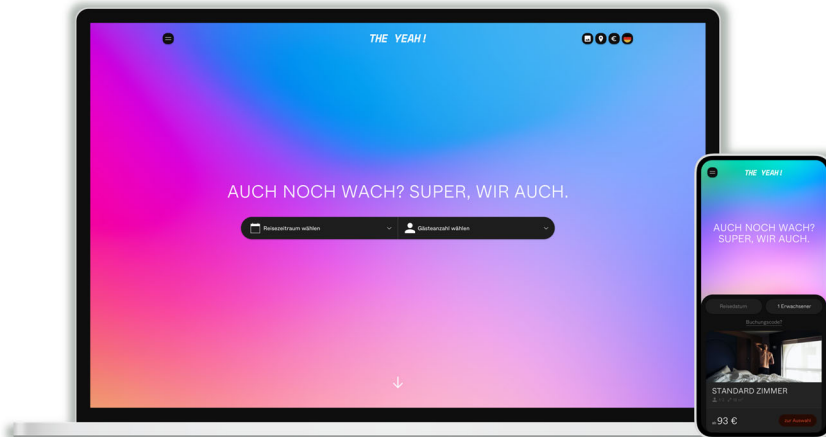 THE YEAH!
AUCH NOCH WACH? SUPER, WIR AUCH.
Reisezeitraum wählen
Gästeanzahl wählen
THE YEAH!
AUCH NOCH WACH?
SUPER, WIR AUCH.
Reisedatum
1 Erwachsener
Buchungscode?
STANDARD ZIMMER
93 €
zur Auswahl